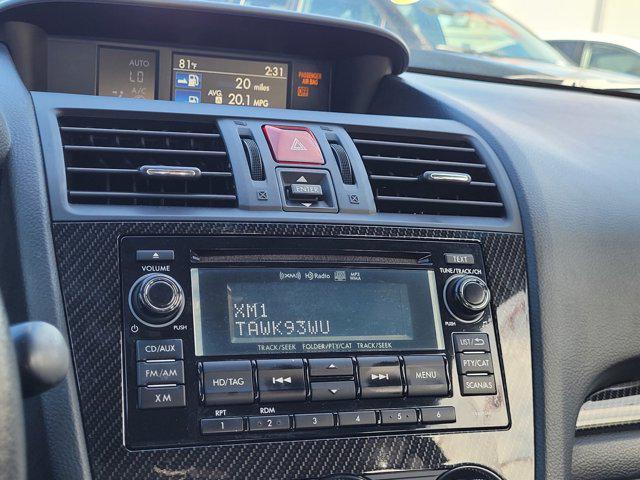 AUTO
LO
A/C
81°F
2:31
20 miles
AVG. A 20.1 MPG
PASSENGER
AIR BAG
OFF
ENTER
VOLUME
PUSH
((XM)) HD Radio MP3
WMA
TEXT
TUNE/TRACK/CH
PUSH
XM1
TAWK93WU
TRACK/SEEK FOLDER/PTY/CAT TRACK/SEEK
CD/AUX
FM/AM
XM
HD/TAG
MENU
LIST/
PTY/CAT
SCAN/CAS
RPT RDM
1 2 3 4 5 6